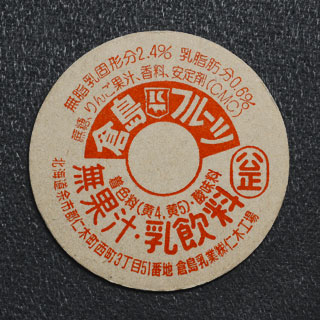 無脂乳固形分2.4% 乳脂肪分0.6%
蔗糖、りんご果汁、香料、安定剤(CMC)
倉島 K フルーツ
公正
着色料(黄4、黄5)・酸味料
無果汁・乳飲料
北海道余市郡仁木町西町3丁目51番地 倉島乳業㈱仁木工場